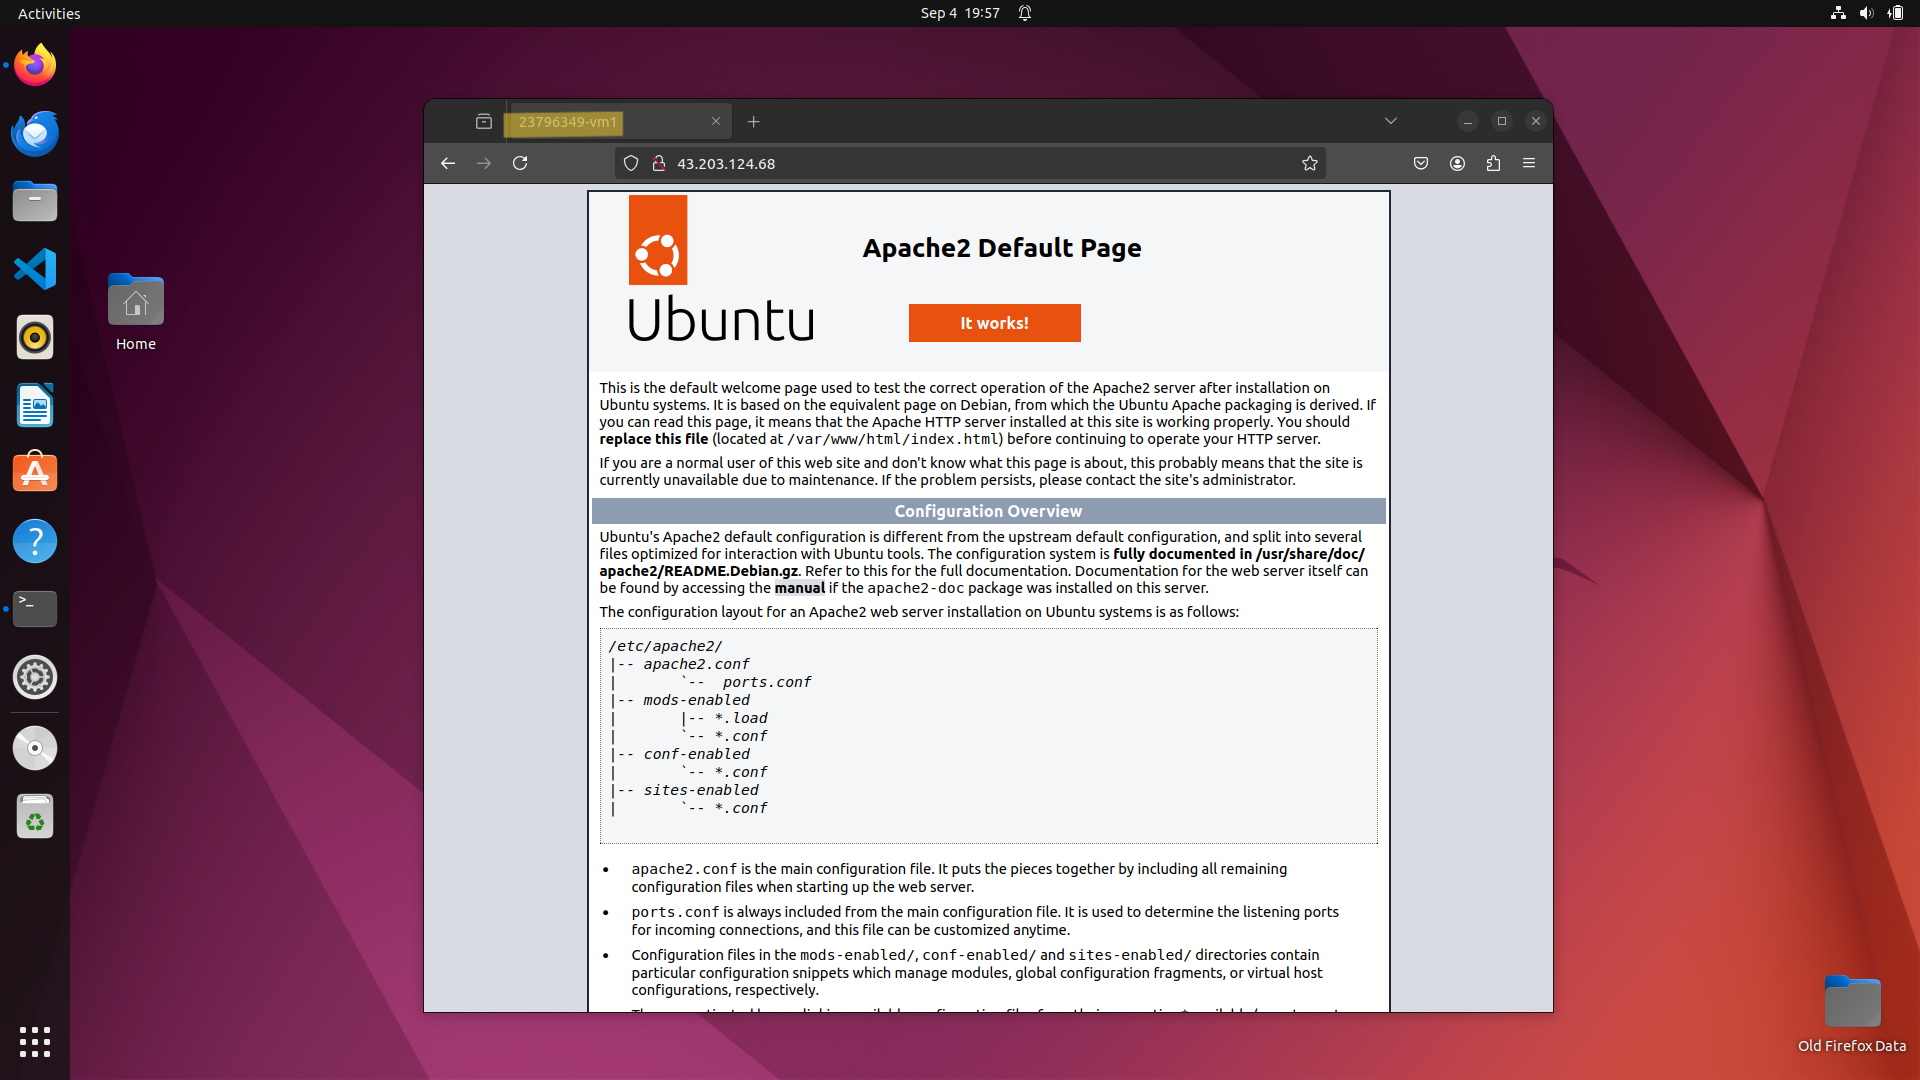 Activities
Sep 4 19:57
23796349-vm1
43.203.124.68
Home
Ubuntu
Apache2 Default Page
It works!
This is the default welcome page used to test the correct operation of the Apache2 server after installation on
Ubuntu systems. It is based on the equivalent page on Debian, from which the Ubuntu Apache packaging is derived. If
you can read this page, it means that the Apache HTTP server installed at this site is working properly. You should
replace this file (located at /var/www/html/index.html) before continuing to operate your HTTP server.
If you are a normal user of this web site and don't know what this page is about, this probably means that the site is
currently unavailable due to maintenance. If the problem persists, please contact the site's administrator.
Configuration Overview
Ubuntu's Apache2 default configuration is different from the upstream default configuration, and split into several
files optimized for interaction with Ubuntu tools. The configuration system is fully documented in /usr/share/doc/
apache2/README.Debian.gz. Refer to this for the full documentation. Documentation for the web server itself can
be found by accessing the manual if the apache2-doc package was installed on this server.
The configuration layout for an Apache2 web server installation on Ubuntu systems is as follows:
/etc/apache2/
|-- apache2.conf
|       `--  ports.conf
|-- mods-enabled
|       |-- *.load
|       `-- *.conf
|-- conf-enabled
|       `-- *.conf
|-- sites-enabled
|       `-- *.conf
• apache2.conf is the main configuration file. It puts the pieces together by including all remaining
configuration files when starting up the web server.
• ports.conf is always included from the main configuration file. It is used to determine the listening ports
for incoming connections, and this file can be customized anytime.
• Configuration files in the mods-enabled/, conf-enabled/ and sites-enabled/ directories contain
particular configuration snippets which manage modules, global configuration fragments, or virtual host
configurations, respectively.
Old Firefox Data